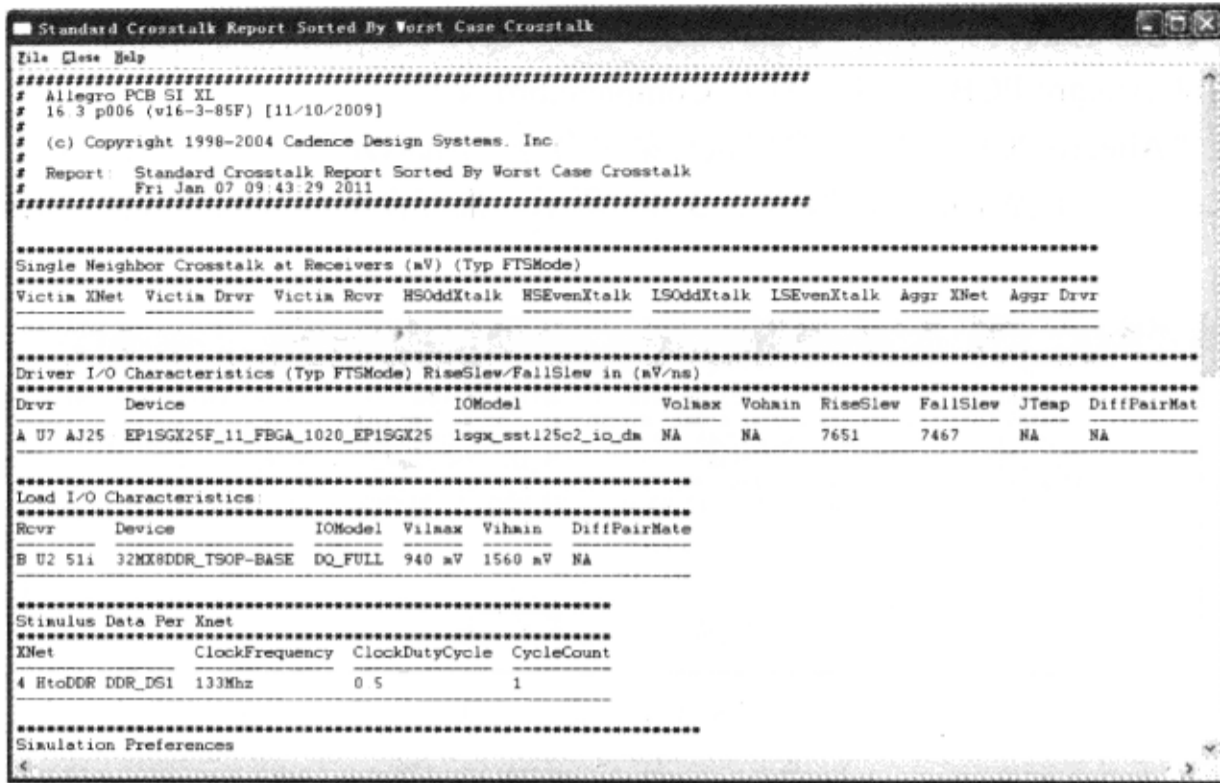 Standard Crosstalk Report Sorted By Worst Case Crosstalk
File Close Help
################################################################################
# Allegro PCB SI XL
# 16.3 p006 (v16-3-85F) [11/10/2009]
#
# (c) Copyright 1998-2004 Cadence Design Systems, Inc.
#
# Report: Standard Crosstalk Report Sorted By Worst Case Crosstalk
# Fri Jan 07 09:43:29 2011
################################################################################
Single Neighbor Crosstalk at Receivers (mV) (Typ FTSMode)
Victim XNet Victim Drvr Victim Rcvr HSOddXtalk HSEvenXtalk LSOddXtalk LSEvenXtalk Aggr XNet Aggr Drvr
Driver I/O Characteristics (Typ FTSMode) RiseSlew/FallSlew in (mV/ns)
Drvr Device IOModel Volmax Vohmin RiseSlew FallSlew JTemp DiffPairMat
A U7 AJ25 EP1SGX25F_11_FBGA_1020_EP1SGX25 1sgx_sstl25c2_io_dm NA NA 7651 7467 NA NA
Load I/O Characteristics:
Rcvr Device IOModel Vilmax Vihmin DiffPairMate
B U2 51i 32MX8DDR_TSOP-BASE DQ_FULL 940 mV 1560 mV NA
Stimulus Data Per Xnet
XNet ClockFrequency ClockDutyCycle CycleCount
4 HtoDDR DDR_DS1 133Mhz 0.5 1
Simulation Preferences